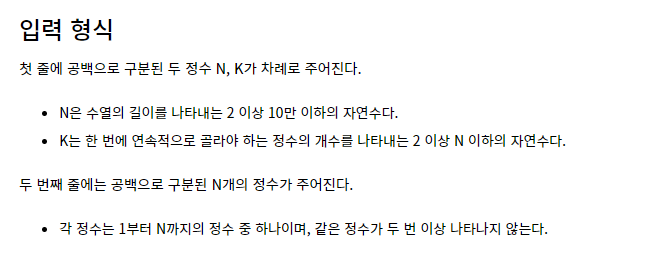 입력 형식
첫 줄에 공백으로 구분된 두 정수 N, K가 차례로 주어진다.
• N은 수열의 길이를 나타내는 2 이상 10만 이하의 자연수다.
• K는 한 번에 연속적으로 골라야 하는 정수의 개수를 나타내는 2 이상 N 이하의 자연수다.
두 번째 줄에는 공백으로 구분된 N개의 정수가 주어진다.
• 각 정수는 1부터 N까지의 정수 중 하나이며, 같은 정수가 두 번 이상 나타나지 않는다.